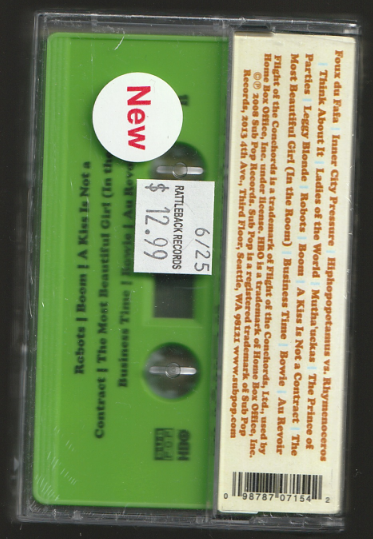 Foux du Fafa | Inner City Pressure | Hiphopopotamus vs. Rhymenoceros
| Think About It | Ladies of the World | Mutha'uckas | The Prince of
Parties | Leggy Blonde | Robots | Boom | A Kiss Is Not a Contract | The
Most Beautiful Girl (In the Room) | Business Time | Bowie | Au Revoir
Flight of the Conchords is a trademark of Flight of the Conchords, Ltd., used by
Home Box Office, Inc. under license. HBO is a trademark of Home Box Office, Inc.
©℗ 2008 Sub Pop Records. Sub Pop is a registered trademark of Sub Pop
Records, 2013 4th Ave., Third Floor, Seattle, WA 98121 www.subpop.com
0 98787 07154 2
New
6/25
RATTLEBACK RECORDS
$ 12.99
Robots | Boom | A Kiss Is Not a
Contract | The Most Beautiful Girl (In the
Business Time | Bowie | Au Revoir
HBO